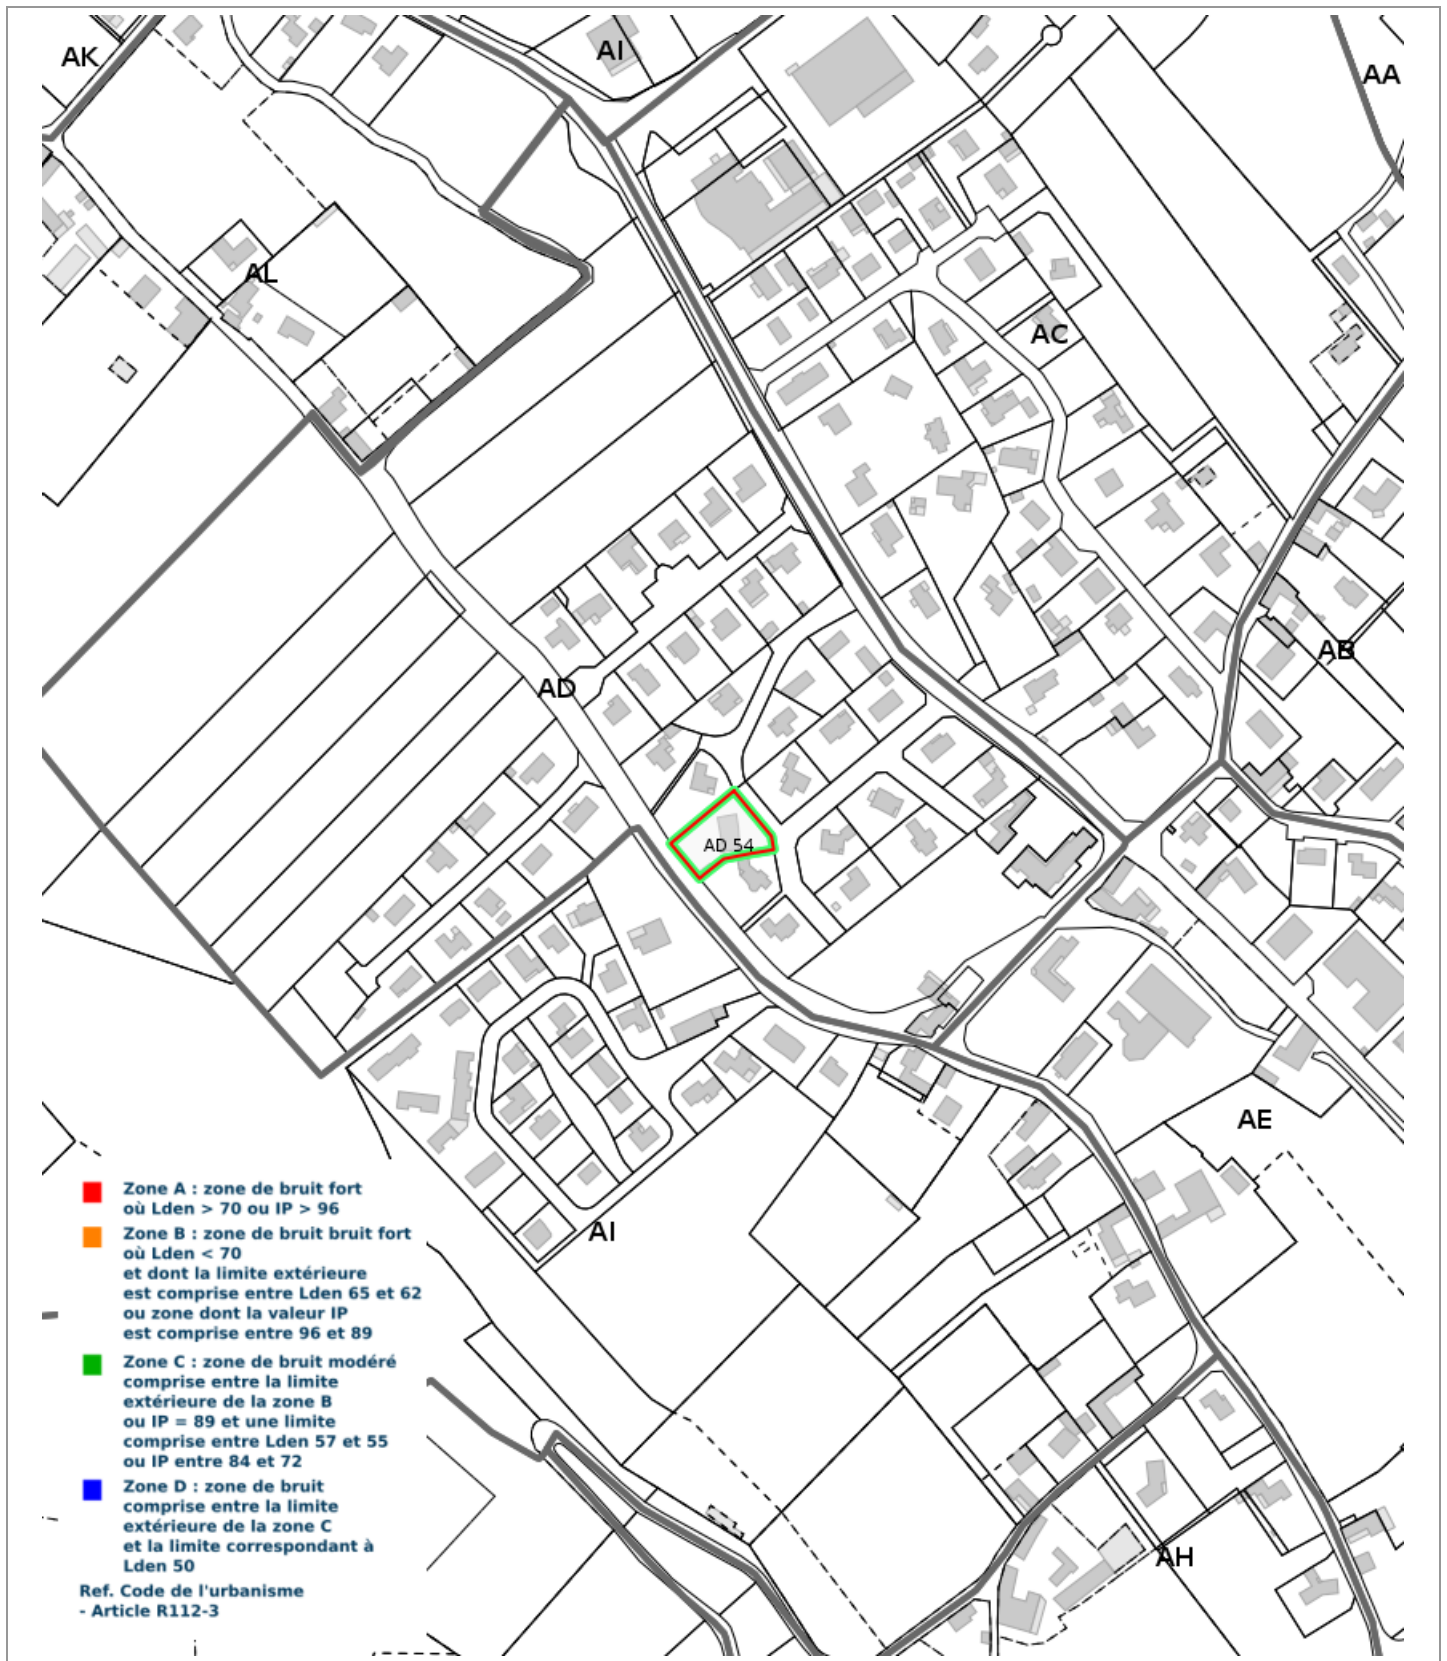 AK
AI
AA
AL
AC
AB
AD
AD 54
AE
AI
AH
Zone A : zone de bruit fort
où Lden > 70 ou IP > 96
Zone B : zone de bruit bruit fort
où Lden < 70
et dont la limite extérieure
est comprise entre Lden 65 et 62
ou zone dont la valeur IP
est comprise entre 96 et 89
Zone C : zone de bruit modéré
comprise entre la limite
extérieure de la zone B
ou IP = 89 et une limite
comprise entre Lden 57 et 55
ou IP entre 84 et 72
Zone D : zone de bruit
comprise entre la limite
extérieure de la zone C
et la limite correspondant à
Lden 50
Ref. Code de l'urbanisme
- Article R112-3